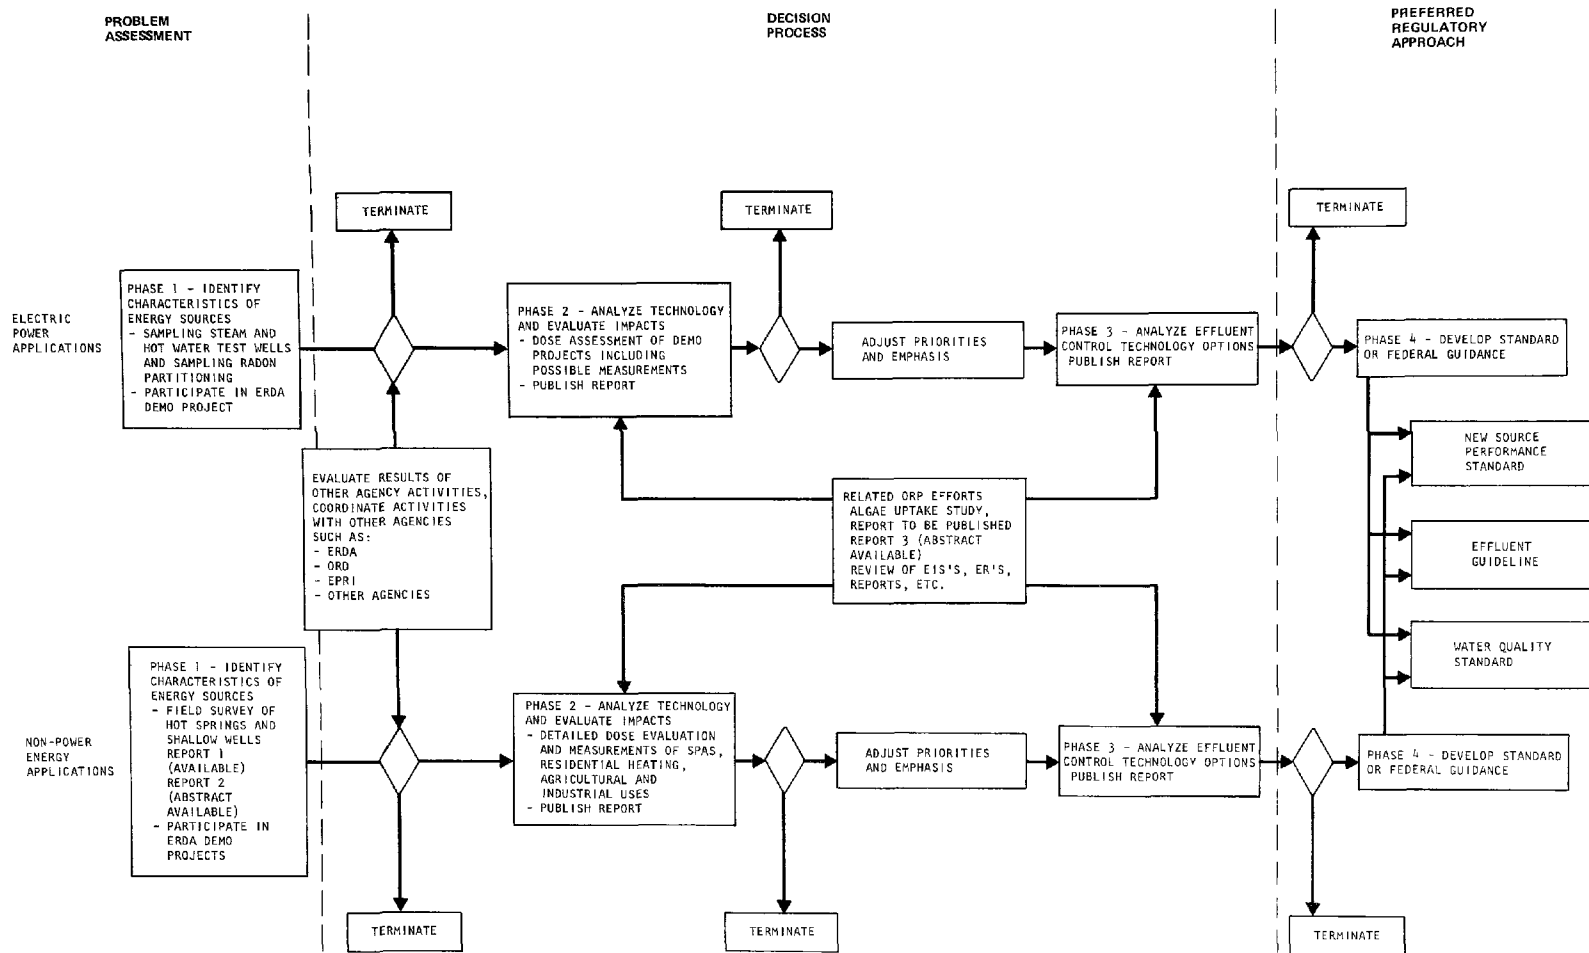 PROBLEM
ASSESSMENT
DECISION
PROCESS
PREFERRED
REGULATORY
APPROACH
TERMINATE
TERMINATE
TERMINATE
ELECTRIC
POWER
APPLICATIONS
PHASE 1 - IDENTIFY
CHARACTERISTICS OF
ENERGY SOURCES
- SAMPLING STEAM AND
HOT WATER TEST WELLS
AND SAMPLING RADON
PARTITIONING
- PARTICIPATE IN ERDA
DEMO PROJECT
PHASE 2 - ANALYZE TECHNOLOGY
AND EVALUATE IMPACTS
- DOSE ASSESSMENT OF DEMO
PROJECTS INCLUDING
POSSIBLE MEASUREMENTS
- PUBLISH REPORT
ADJUST PRIORITIES
AND EMPHASIS
PHASE 3 - ANALYZE EFFLUENT
CONTROL TECHNOLOGY OPTIONS
PUBLISH REPORT
PHASE 4 - DEVELOP STANDARD
OR FEDERAL GUIDANCE
NEW SOURCE
PERFORMANCE
STANDARD
EFFLUENT
GUIDELINE
WATER QUALITY
STANDARD
EVALUATE RESULTS OF
OTHER AGENCY ACTIVITIES,
COORDINATE ACTIVITIES
WITH OTHER AGENCIES
SUCH AS:
- ERDA
- ORD
- EPRI
- OTHER AGENCIES
RELATED ORP EFFORTS
ALGAE UPTAKE STUDY,
REPORT TO BE PUBLISHED
REPORT 3 (ABSTRACT
AVAILABLE)
REVIEW OF EIS'S, ER'S,
REPORTS, ETC.
NON-POWER
ENERGY
APPLICATIONS
PHASE 1 - IDENTIFY
CHARACTERISTICS OF
ENERGY SOURCES
- FIELD SURVEY OF
HOT SPRINGS AND
SHALLOW WELLS
REPORT 1
(AVAILABLE)
REPORT 2
(ABSTRACT
AVAILABLE)
- PARTICIPATE IN
ERDA DEMO
PROJECTS
PHASE 2 - ANALYZE TECHNOLOGY
AND EVALUATE IMPACTS
- DETAILED DOSE EVALUATION
AND MEASUREMENTS OF SPAS,
RESIDENTIAL HEATING,
AGRICULTURAL AND
INDUSTRIAL USES
- PUBLISH REPORT
ADJUST PRIORITIES
AND EMPHASIS
PHASE 3 - ANALYZE EFFLUENT
CONTROL TECHNOLOGY OPTIONS
PUBLISH REPORT
PHASE 4 - DEVELOP STANDARD
OR FEDERAL GUIDANCE
TERMINATE
TERMINATE
TERMINATE